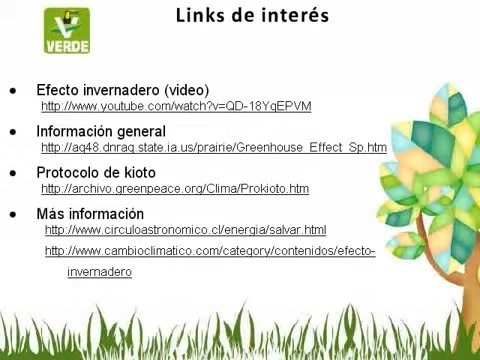 Links de interés
VERDE
Efecto invernadero (video)
http://www.youtube.com/watch?v=QD-18YqEPVM
Información general
http://aq48.dnraq.state.ia.us/prairie/Greenhouse_Effect_Sp.htm
Protocolo de kioto
http://archivo.greenpeace.org/Clima/Prokioto.htm
Más información
http://www.circuloastronomico.cl/energia/salvar.html
http://www.cambioclimatico.com/category/contenidos/efecto-
invernadero